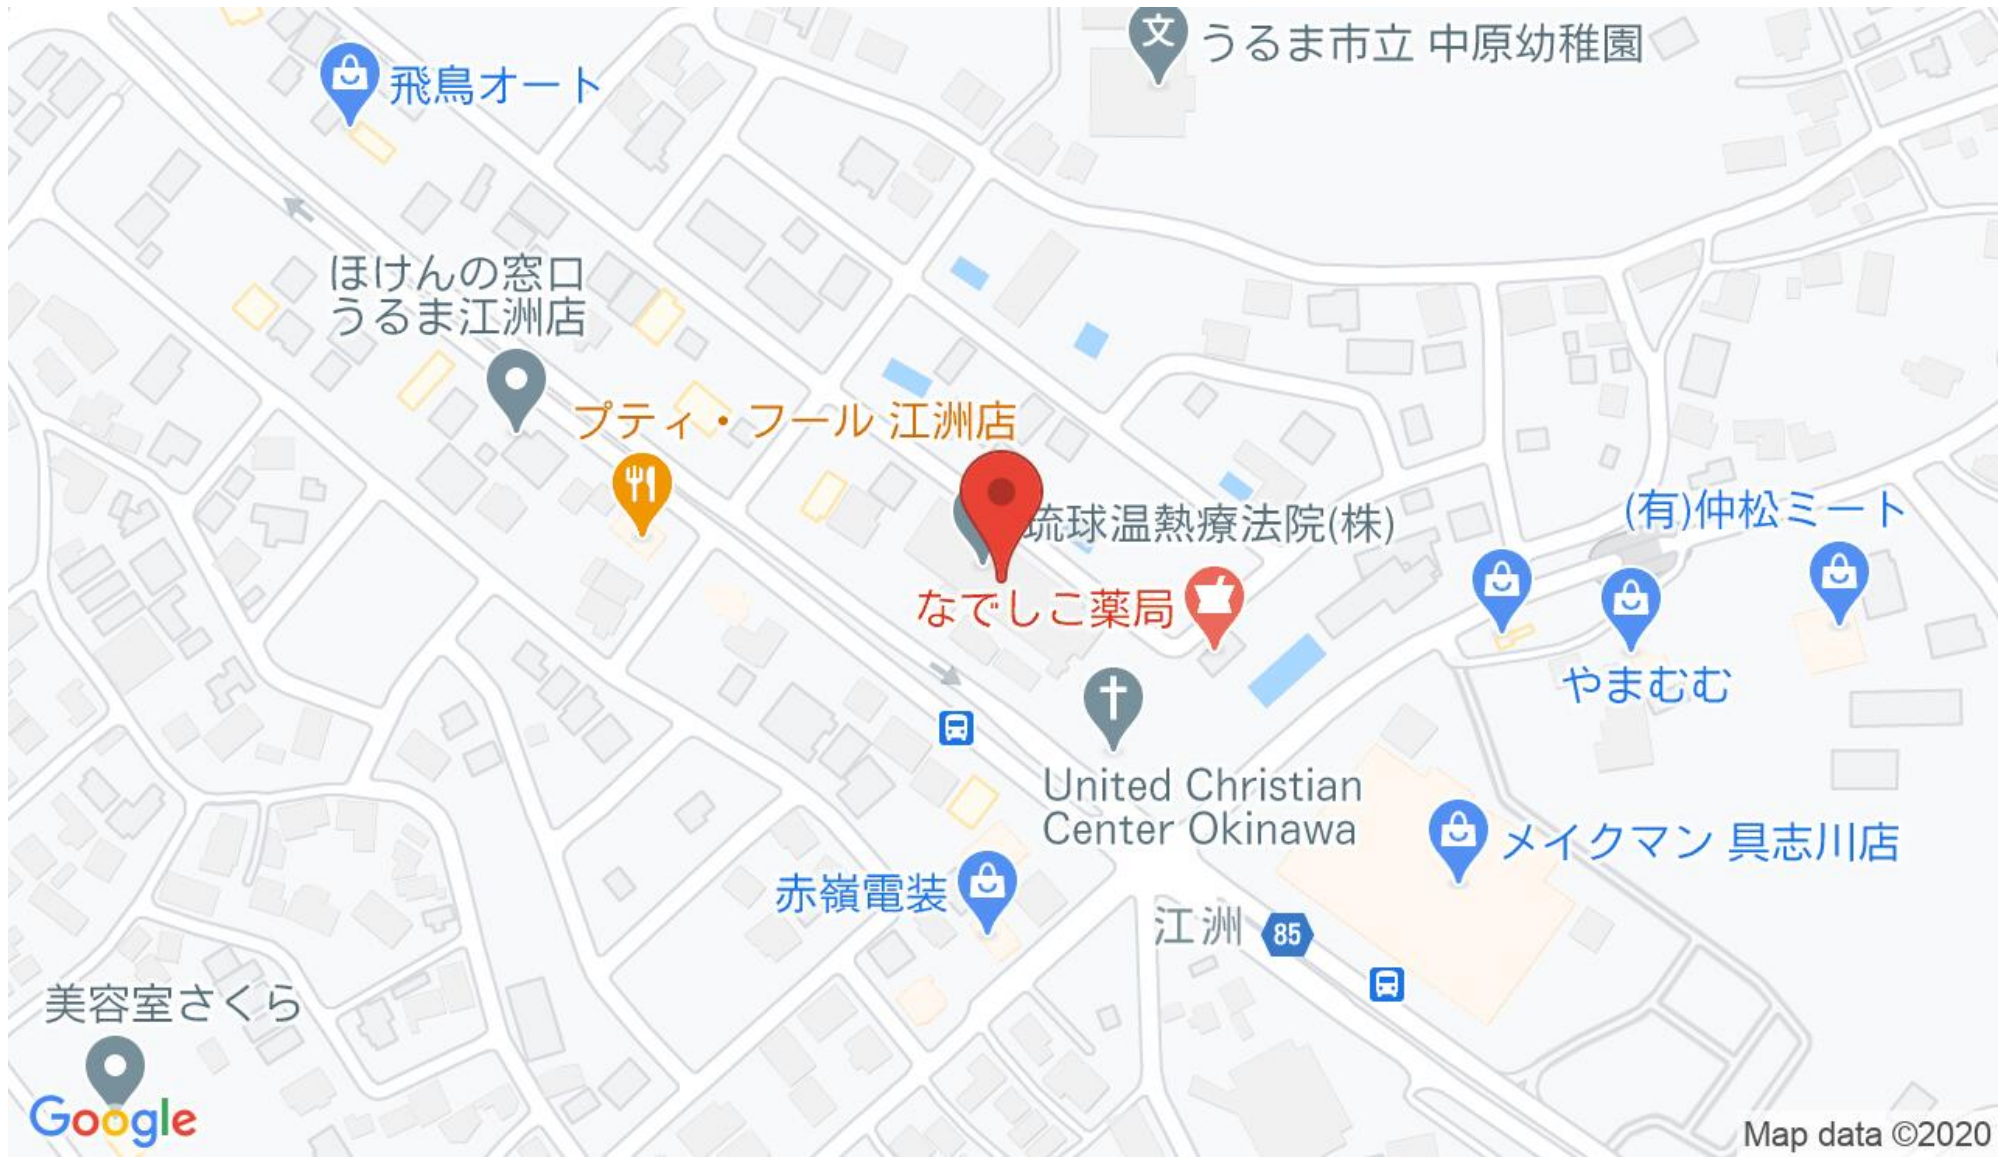 うるま市立 中原幼稚園
飛鳥オート
ほけんの窓口
うるま江洲店
プティ・フール 江洲店
琉球温熱療法院(株)
(有)仲松ミート
なでしこ薬局
やまむむ
United Christian
Center Okinawa
メイクマン 具志川店
赤嶺電装
江洲
85
美容室さくら
Google
Map data ©2020